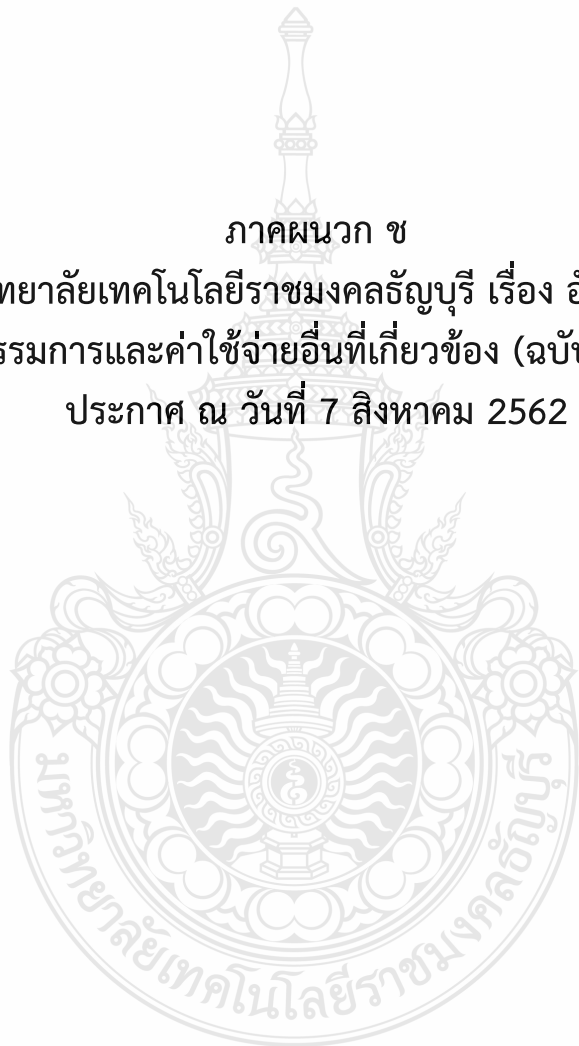 ภาคผนวก ช
ทยาลัยเทคโนโลยีราชมงคลธัญบุรี เรื่อง อั
รรมการและค่าใช้จ่ายอื่นที่เกี่ยวข้อง (ฉบับ
ประกาศ ณ วันที่ 7 สิงหาคม 2562
มหาวิทยาลัยเทคโนโลยีราชมงคลธัญบุรี